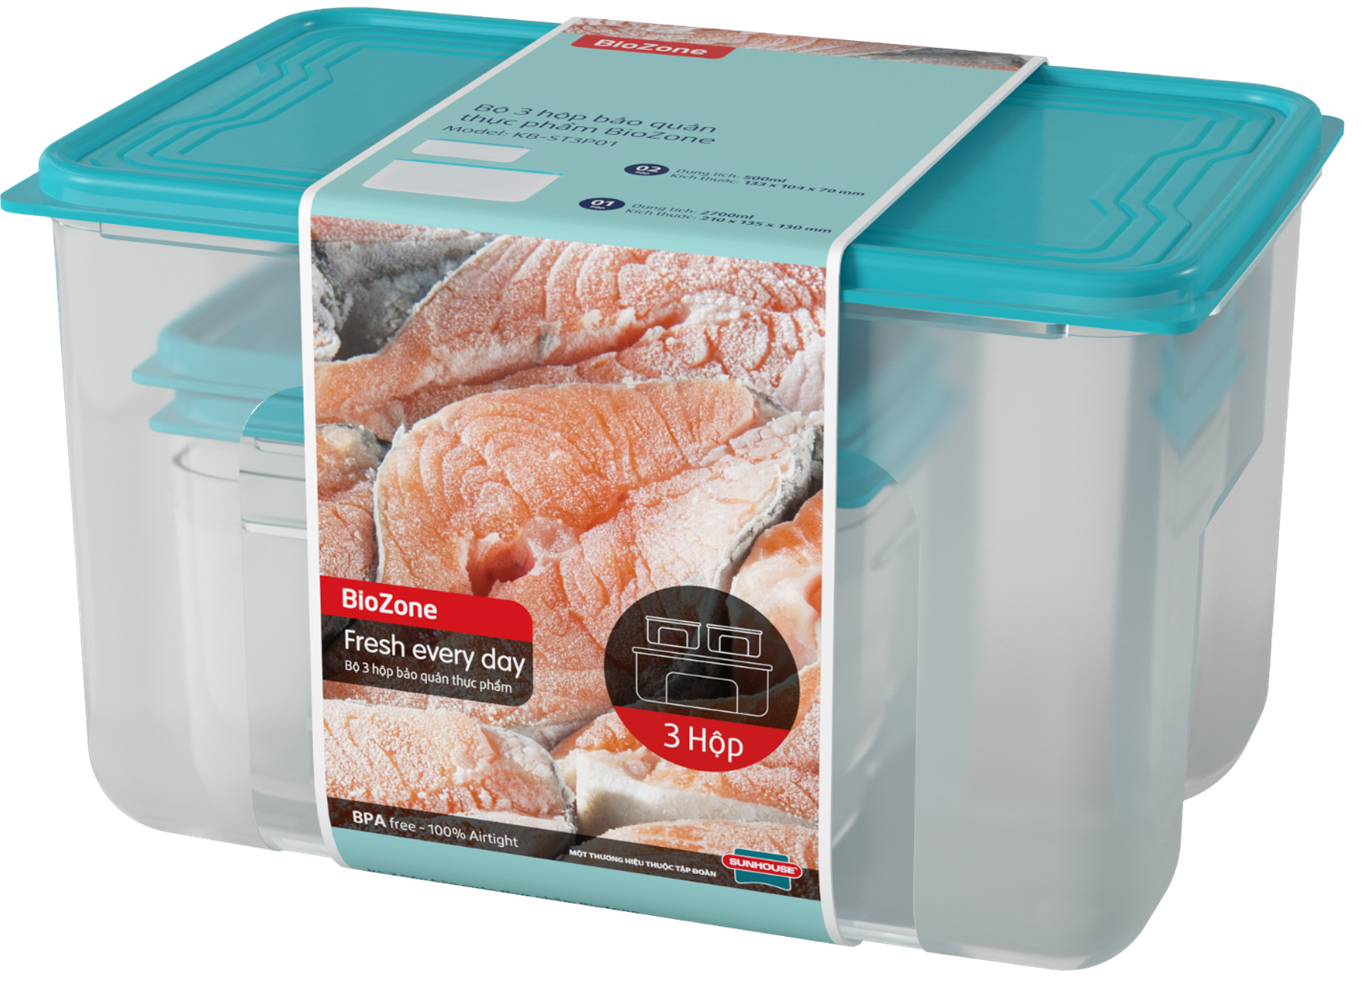 BioZone
Bộ 3 hộp bảo quản
thực phẩm BioZone
Model: KB-ST3P01
02 Dung tích: 500ml
Kích thước: 133 x 104 x 70 mm
01 Dung tích: 2700ml
Kích thước: 210 x 135 x 130 mm
BioZone
Fresh every day
Bộ 3 hộp bảo quản thực phẩm
3 Hộp
BPA free - 100% Airtight
MỘT THƯƠNG HIỆU THUỘC TẬP ĐOÀN
SUNHOUSE